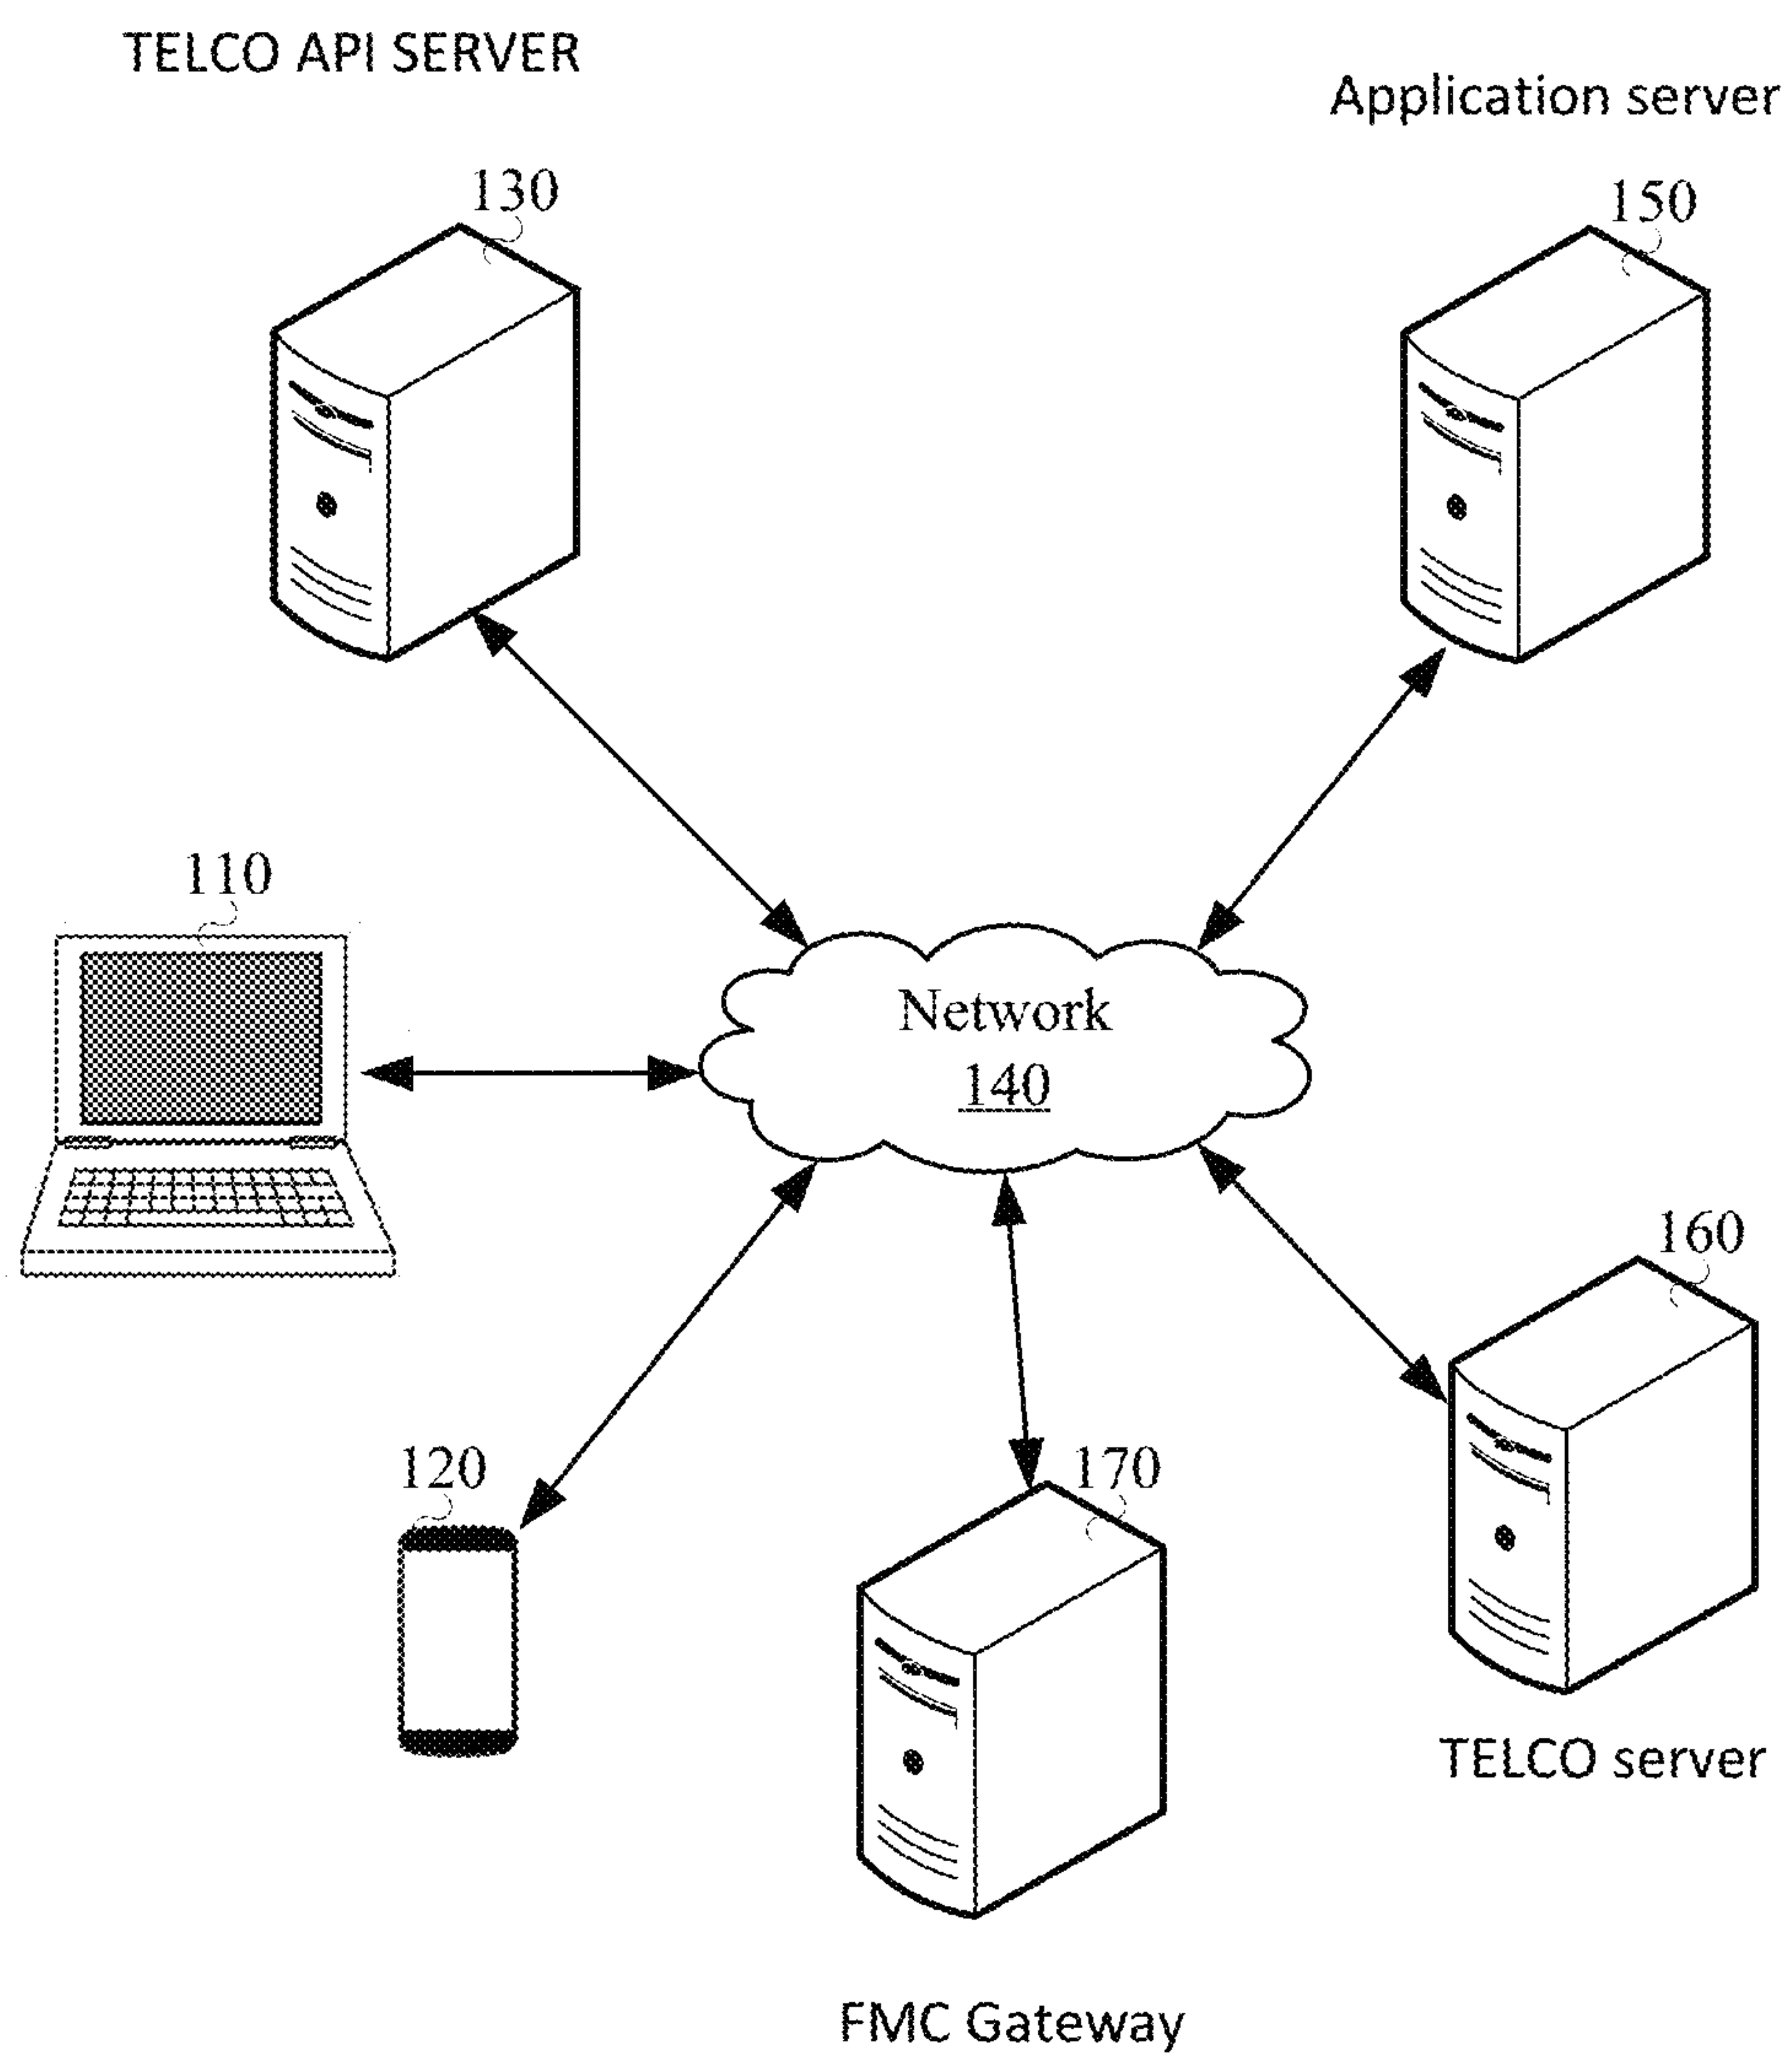 TELCO API SERVER
Application server
130
150
110
Network
140
160
120
170
TELCO server
FMC Gateway